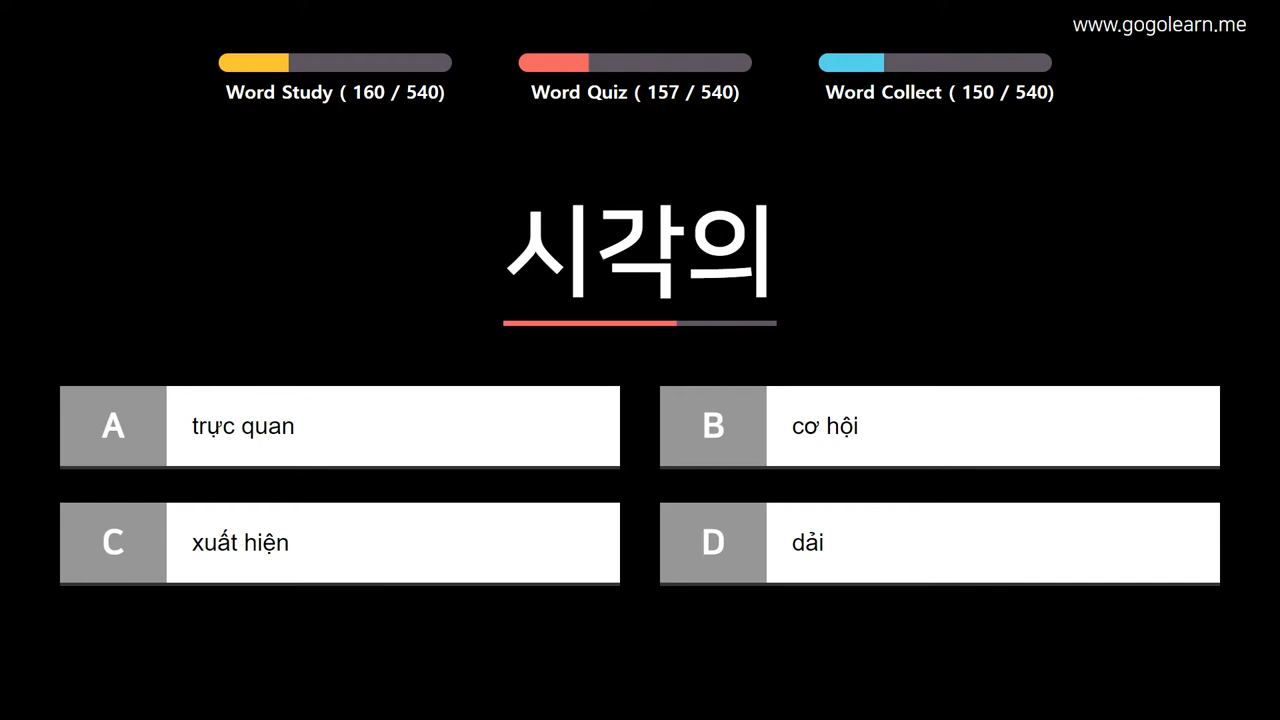 www.gogolearn.me
Word Study ( 160 / 540)
Word Quiz ( 157 / 540)
Word Collect ( 150 / 540)
시각의
A trực quan
B cơ hội
C xuất hiện
D dải